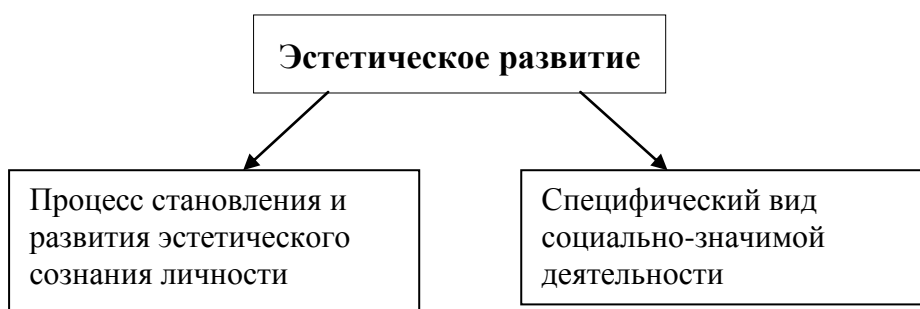 Эстетическое развитие
Процесс становления и
развития эстетического
сознания личности
Специфический вид
социально-значимой
деятельности